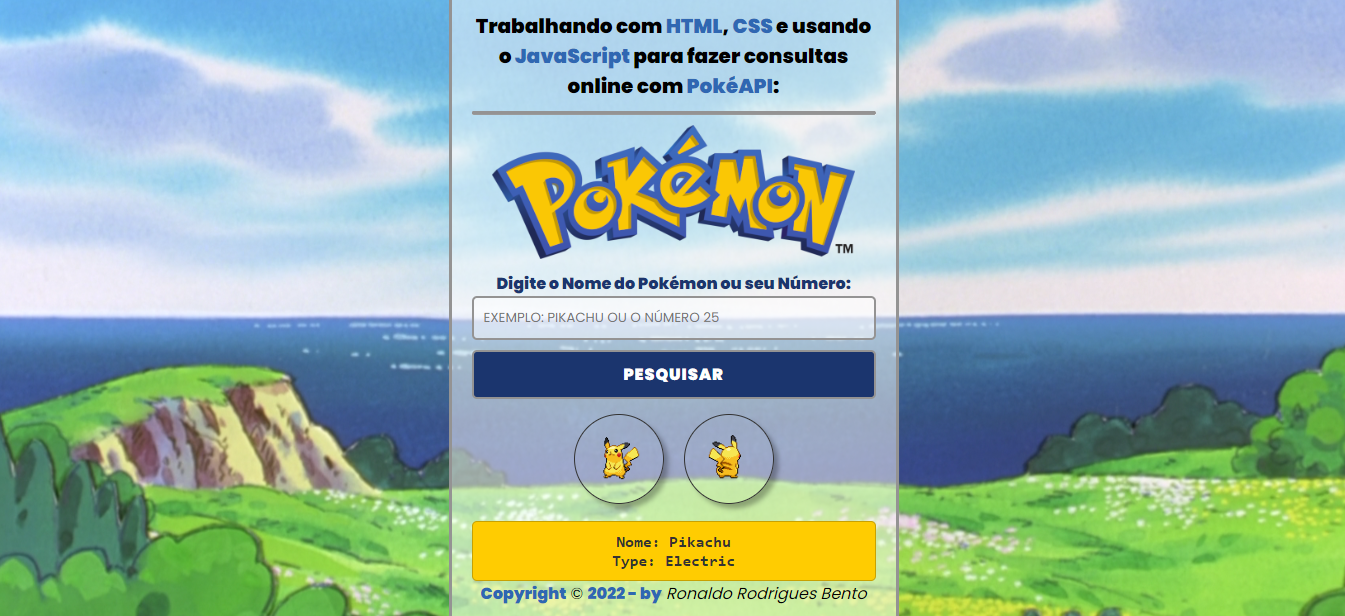 Trabalhando com HTML, CSS e usando
o JavaScript para fazer consultas
online com PokéAPI:
POKéMON
TM
Digite o Nome do Pokémon ou seu Número:
EXEMPLO: PIKACHU OU O NÚMERO 25
PESQUISAR
Nome: Pikachu
Type: Electric
Copyright © 2022 - by Ronaldo Rodrigues Bento